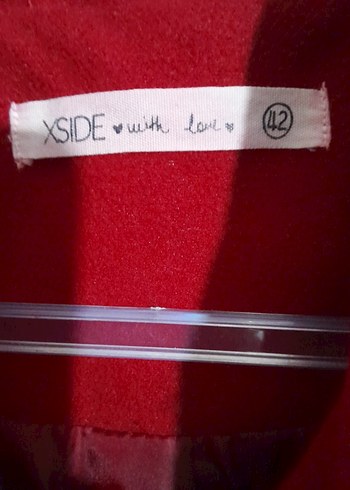 XSIDE ♥ with love ♥ 42